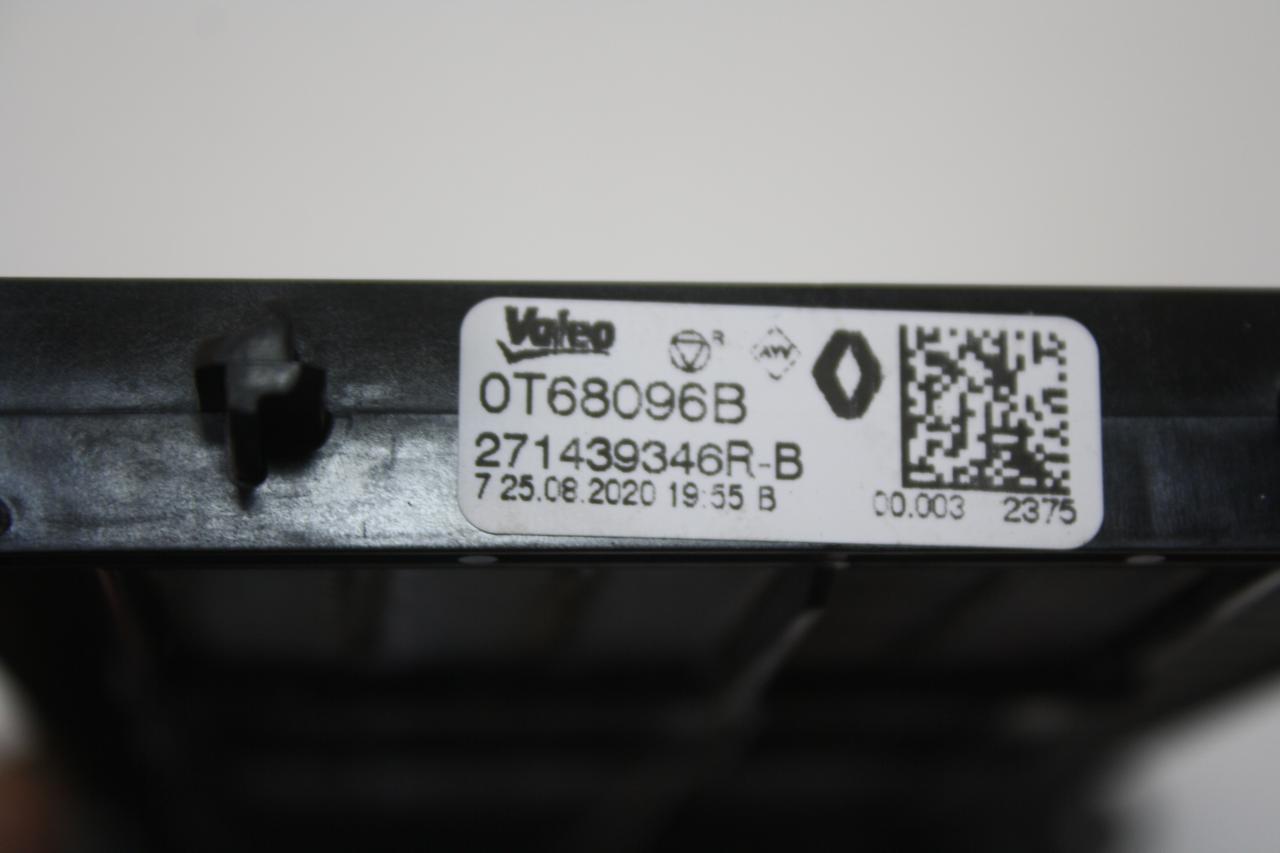 Valeo
R
0T68096B
271439346R-B
7 25.08.2020 19:55 B
00.003 2375